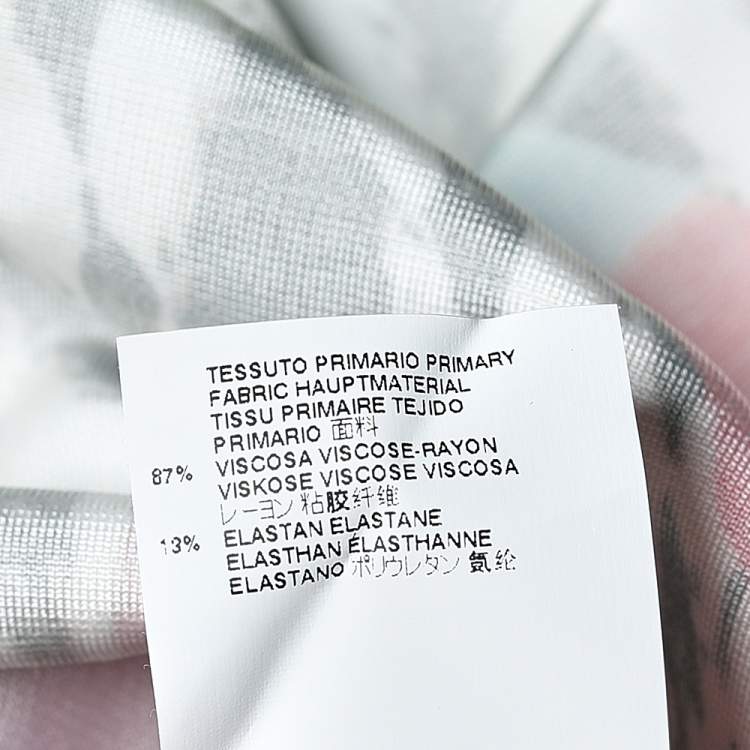 TESSUTO PRIMARIO PRIMARY
FABRIC HAUPTMATERIAL
TISSU PRIMAIRE TEJIDO
PRIMARIO 面料
87% VISCOSA VISCOSE-RAYON
VISKOSE VISCOSE VISCOSA
レーヨン 粘胶纤维
13% ELASTAN ELASTANE
ELASTHAN ÉLASTHANNE
ELASTANO ポリウレタン 氨纶